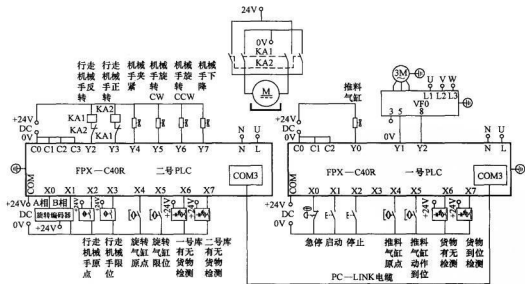 24V
0V
KA1
KA2
M
行走机械手反转
行走机械手正转
机械手夹紧
机械手旋转CW
机械手旋转CCW
机械手下降
推料气缸
3M
U V W
L1 L2 L3
VF0
3 5 8
0V
KA2
KA1
KA1
KA2
+24V
DC
0V
C0 C1 C2 C3 Y2 Y3 Y4 Y5 Y6 Y7
N L
N U
FPX—C40R 二号PLC
COM3
COM X0 X1 X2 X3 X4 X5 X6 X7
+24V
DC
0V
C0 C1 C2 Y0 Y1 Y2
N L
N U
FPX—C40R 一号PLC
COM3
COM X0 X1 X2 X3 X4 X5 X6 X7
+24V
DC
0V
A相 B相
旋转编码器
+24V
行走机械手原点
行走机械手限位
旋转气缸原点
旋转气缸限位
一号库有无货物检测
二号库有无货物检测
+24V
DC
0V
急停 启动 停止
推料气缸原点
推料气缸动作到位
货物有无检测
货物到位检测
PC—LINK电缆